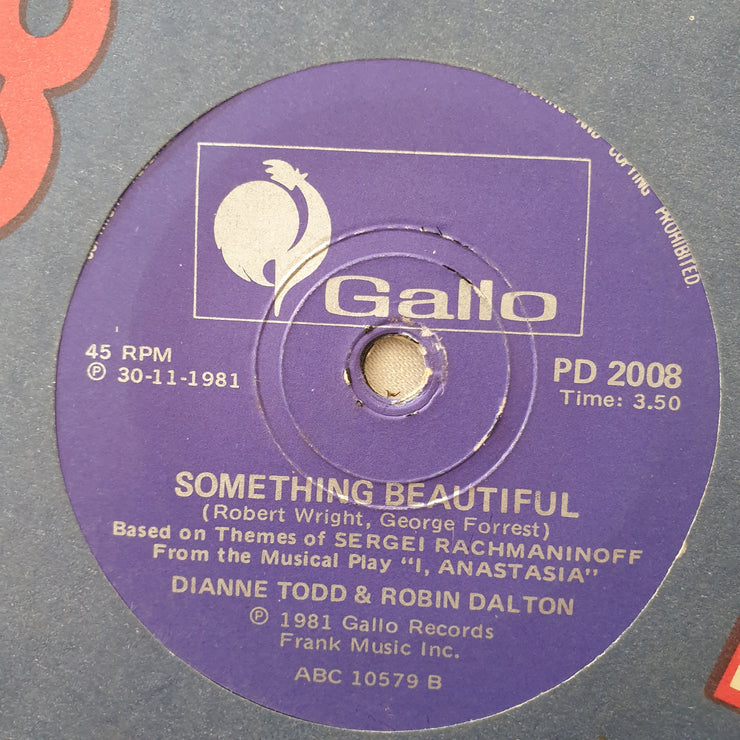 AND COPYING PROHIBITED.
Gallo
45 RPM
Ⓟ 30-11-1981
PD 2008
Time: 3.50
SOMETHING BEAUTIFUL
(Robert Wright, George Forrest)
Based on Themes of SERGEI RACHMANINOFF
From the Musical Play "I, ANASTASIA"
DIANNE TODD & ROBIN DALTON
Ⓟ 1981 Gallo Records
Frank Music Inc.
ABC 10579 B